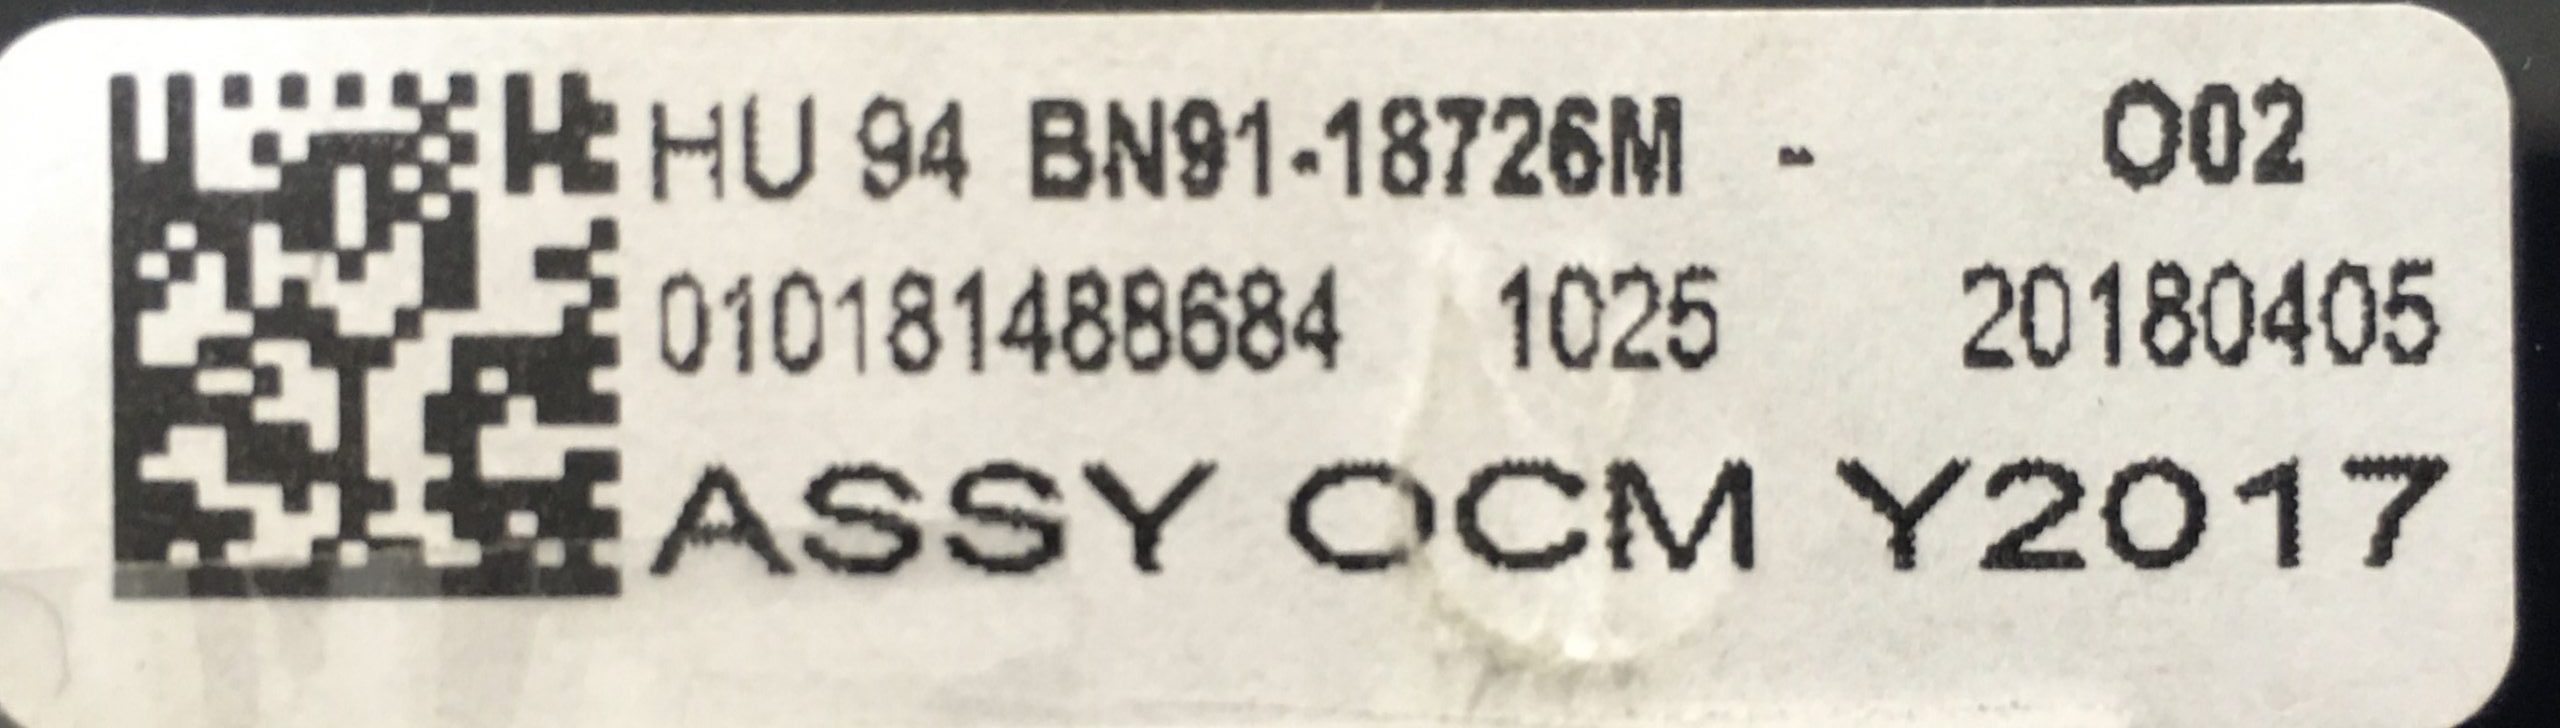 HU 94 BN91-18726M - O02
010181488684 1025 20180405
ASSY OCM Y2017